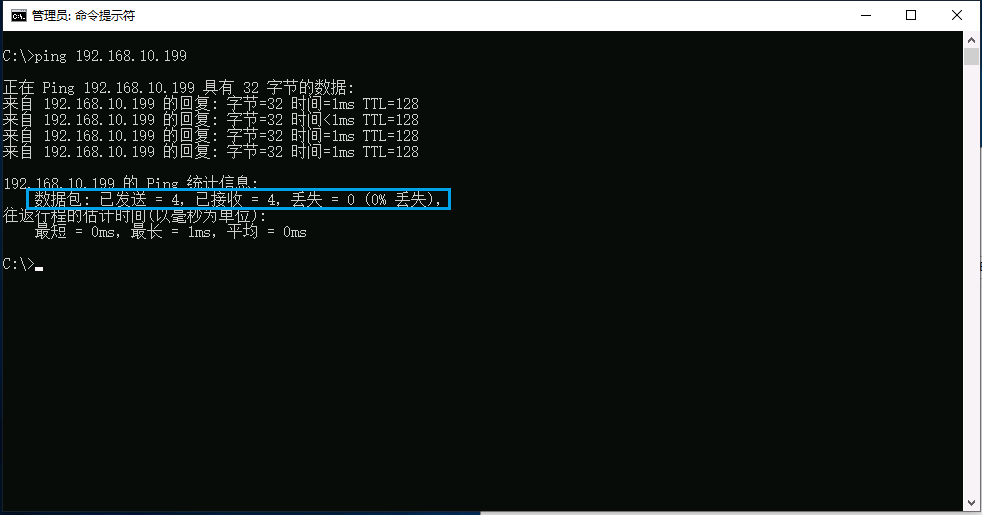 管理员: 命令提示符
C:\>ping 192.168.10.199
正在 Ping 192.168.10.199 具有 32 字节的数据:
来自 192.168.10.199 的回复: 字节=32 时间=1ms TTL=128
来自 192.168.10.199 的回复: 字节=32 时间<1ms TTL=128
来自 192.168.10.199 的回复: 字节=32 时间=1ms TTL=128
来自 192.168.10.199 的回复: 字节=32 时间=1ms TTL=128
192.168.10.199 的 Ping 统计信息:
数据包: 已发送 = 4, 已接收 = 4, 丢失 = 0 (0% 丢失),
往返行程的估计时间(以毫秒为单位):
最短 = 0ms, 最长 = 1ms, 平均 = 0ms
C:\>